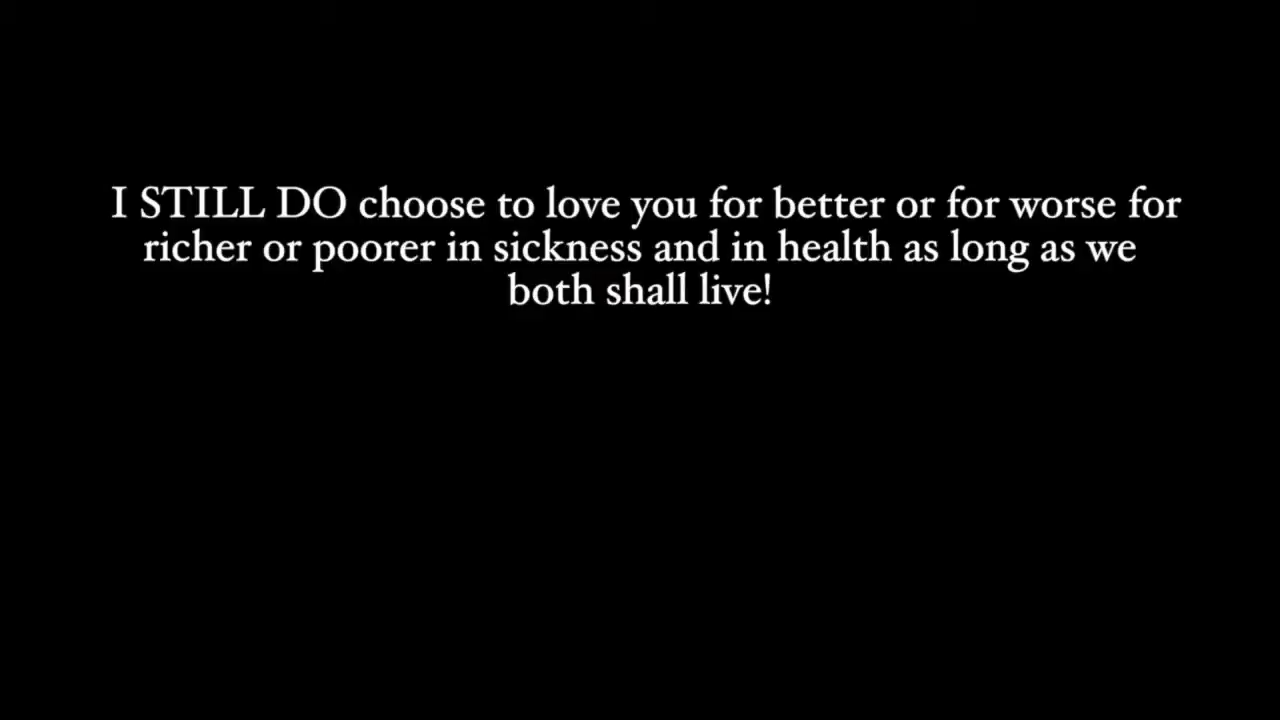 I STILL DO choose to love you for better or for worse for
richer or poorer in sickness and in health as long as we
both shall live!